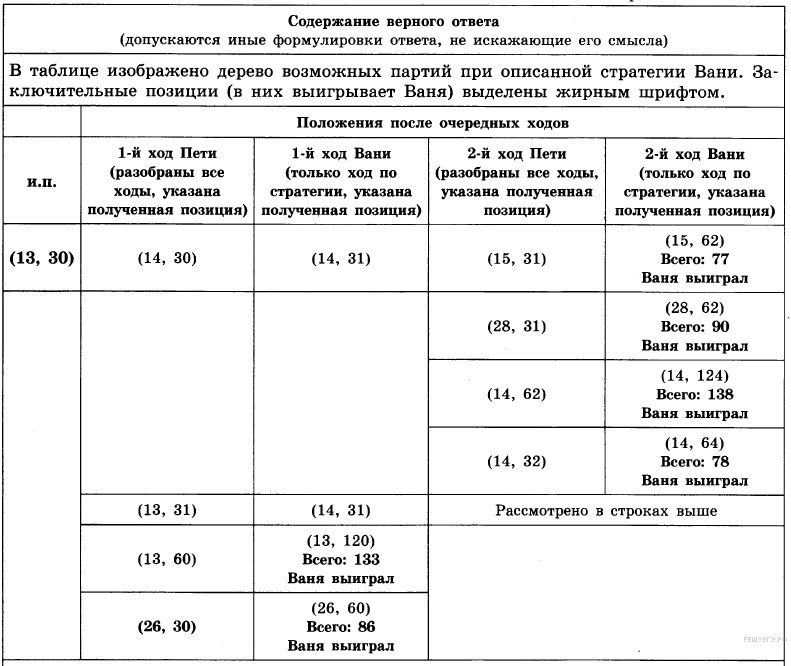 Содержание верного ответа
(допускаются иные формулировки ответа, не искажающие его смысла)
В таблице изображено дерево возможных партий при описанной стратегии Вани. За-
ключительные позиции (в них выигрывает Ваня) выделены жирным шрифтом.
Положения после очередных ходов
и.п.
1-й ход Пети
(разобраны все
ходы, указана
полученная позиция)
1-й ход Вани
(только ход по
стратегии, указана
полученная позиция)
2-й ход Пети
(разобраны все ходы,
указана полученная
позиция)
2-й ход Вани
(только ход по
стратегии, указана
полученная позиция)
(13, 30)
(14, 30)
(14, 31)
(15, 31)
(15, 62)
Всего: 77
Ваня выиграл
(28, 31)
(28, 62)
Всего: 90
Ваня выиграл
(14, 62)
(14, 124)
Всего: 138
Ваня выиграл
(14, 32)
(14, 64)
Всего: 78
Ваня выиграл
(13, 31)
(14, 31)
Рассмотрено в строках выше
(13, 60)
(13, 120)
Всего: 133
Ваня выиграл
(26, 30)
(26, 60)
Всего: 86
Ваня выиграл
РЕШУЕГЭ.РФ